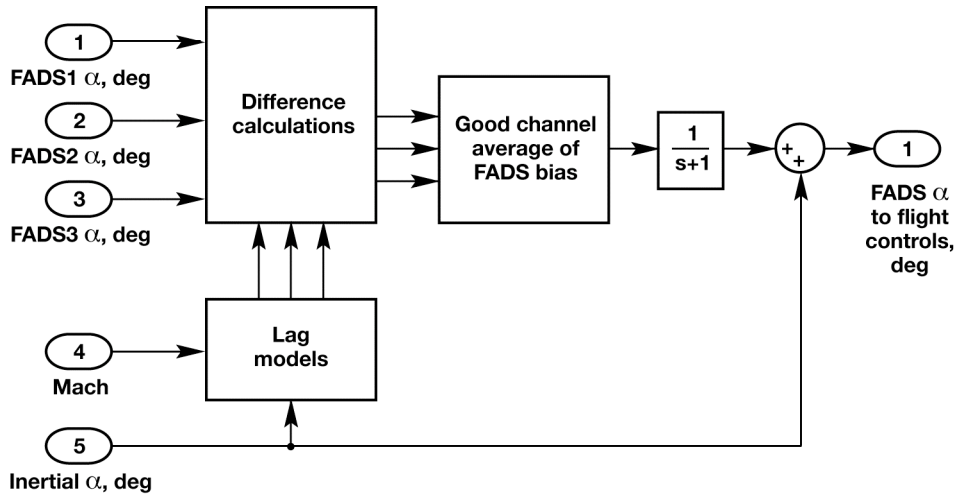 1
FADS1 α, deg
2
FADS2 α, deg
3
FADS3 α, deg
Difference
calculations
Good channel
average of
FADS bias
1
s+1
+
+
1
FADS α
to flight
controls,
deg
4
Mach
Lag
models
5
Inertial α, deg